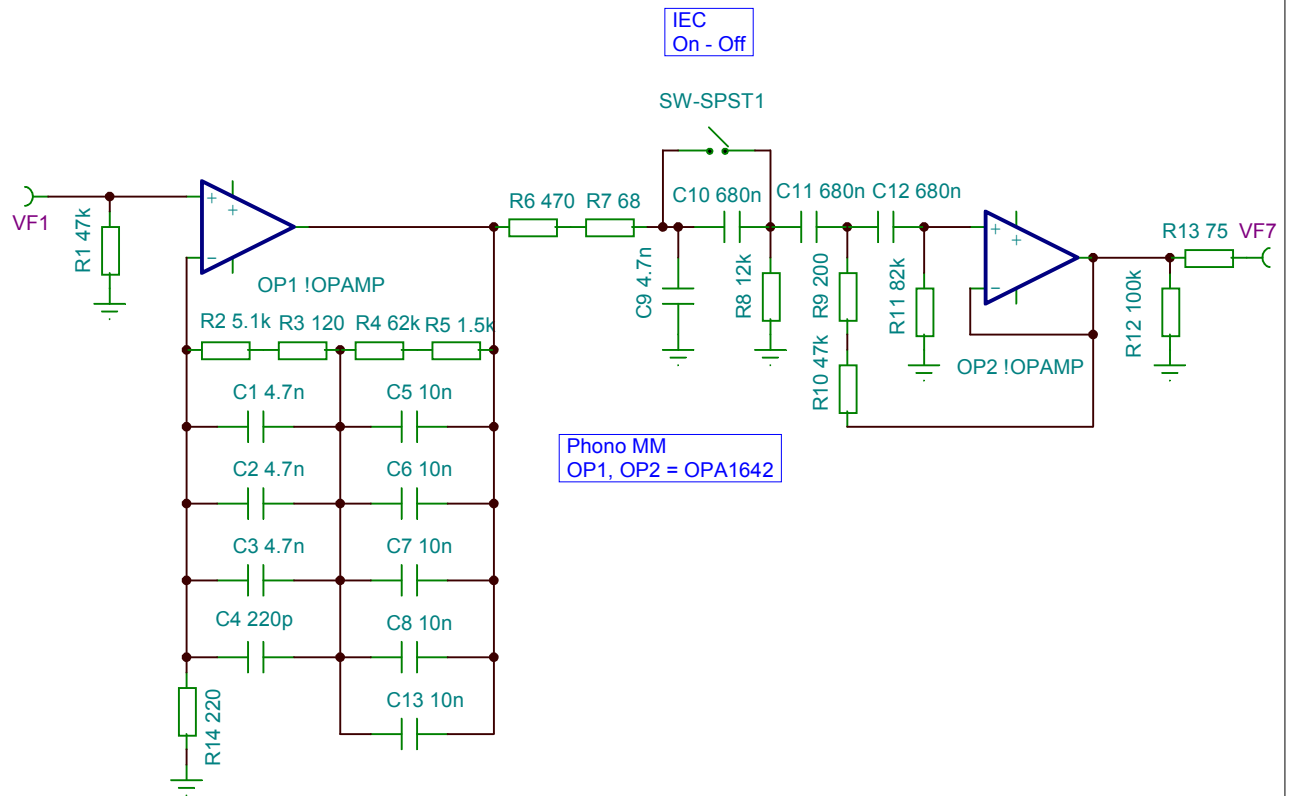 IEC
On - Off
SW-SPST1
VF1
R1 47k
+
+
−
OP1 !OPAMP
R6 470
R7 68
C10 680n
C11 680n
C12 680n
C9 4.7n
R8 12k
R9 200
R10 47k
R11 82k
+
+
−
OP2 !OPAMP
R13 75
VF7
R12 100k
R2 5.1k
R3 120
R4 62k
R5 1.5k
C1 4.7n
C5 10n
C2 4.7n
C6 10n
C3 4.7n
C7 10n
C4 220p
C8 10n
C13 10n
R14 220
Phono MM
OP1, OP2 = OPA1642